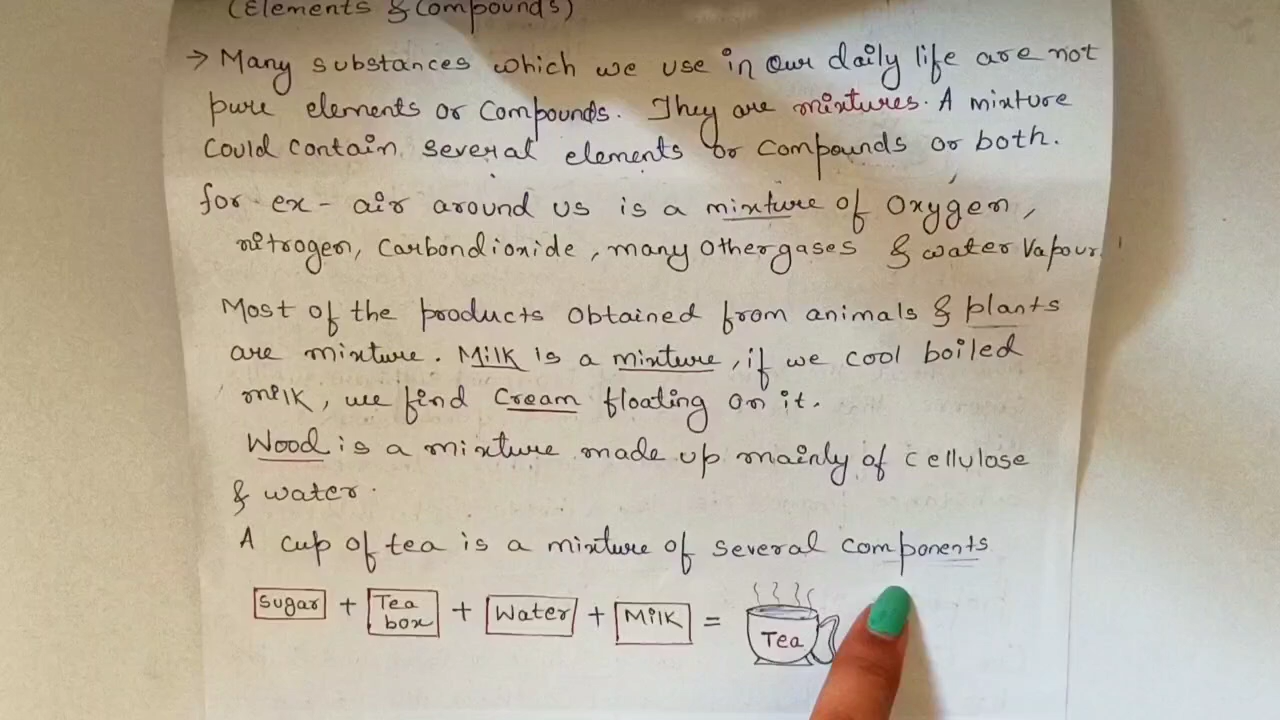 (Elements & Compounds)
→ Many substances which we use in our daily life are not
pure elements or compounds. They are mixtures. A mixture
could contain several elements or compounds or both.
for ex - air around us is a mixture of oxygen,
nitrogen, Carbondioxide, many other gases & water Vapour.
Most of the products obtained from animals & plants
are mixture. Milk is a mixture, if we cool boiled
milk, we find Cream floating on it.
Wood is a mixture made up mainly of cellulose
& water.
A cup of tea is a mixture of several components
Sugar + Tea box + Water + Milk = Tea